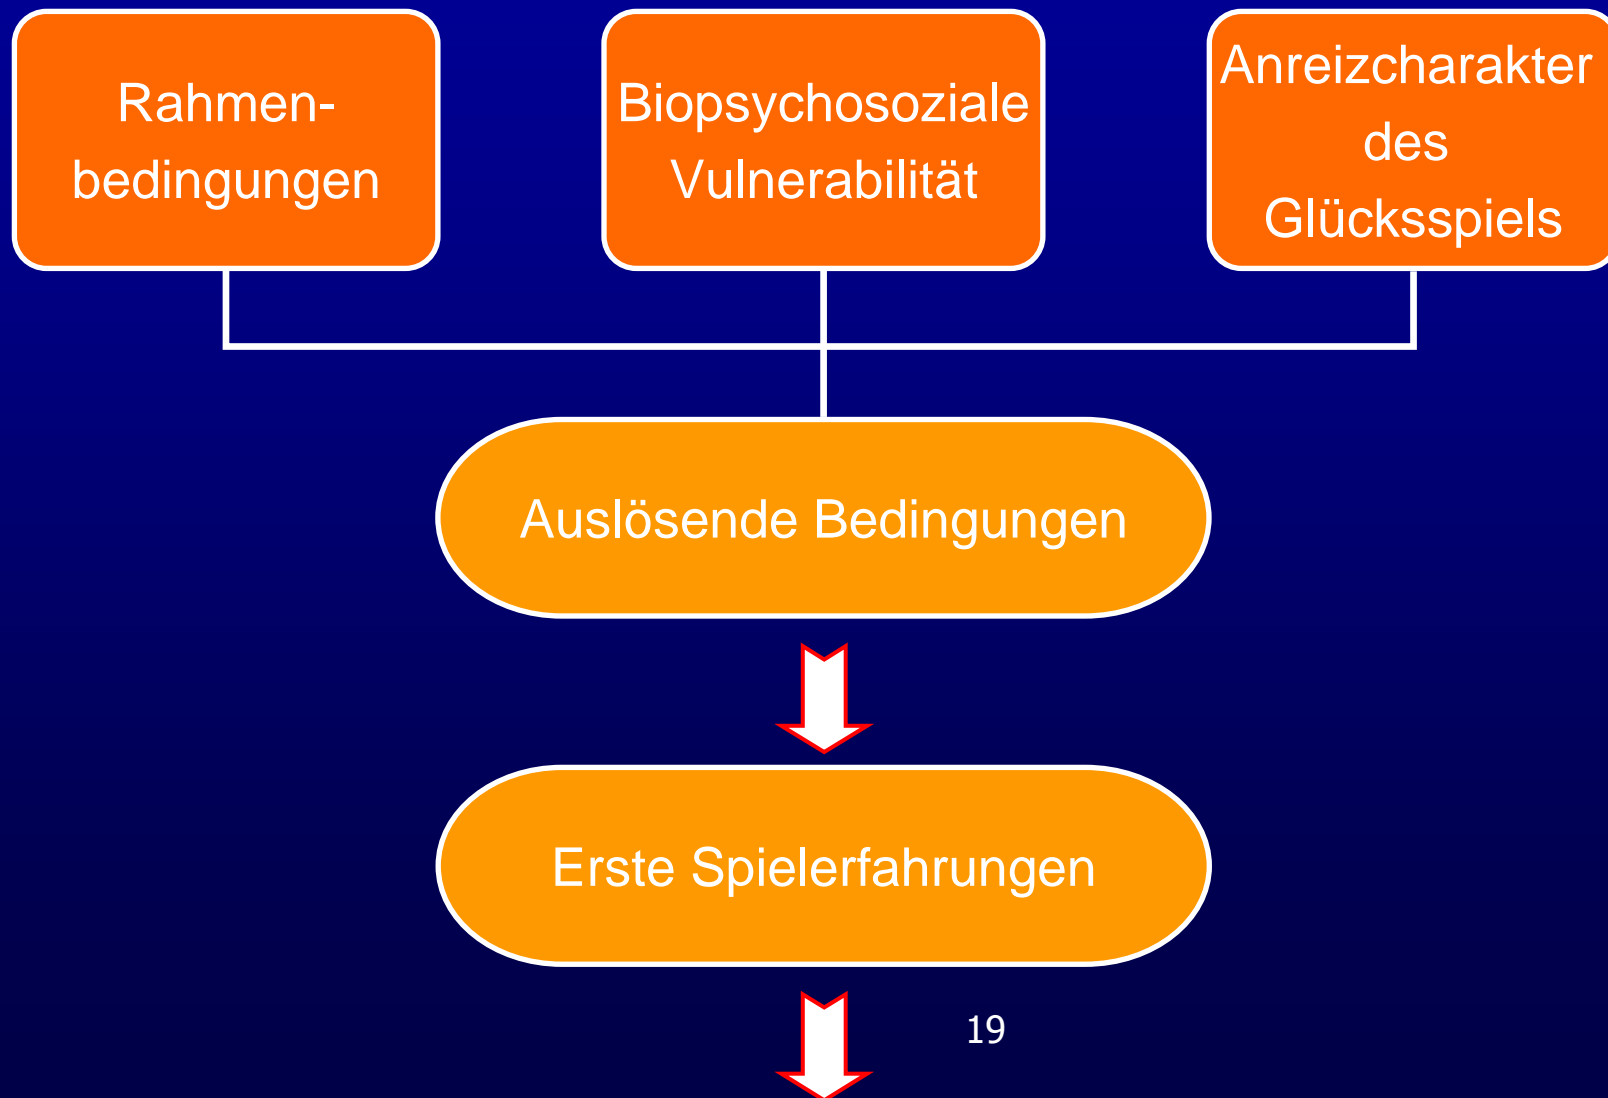 Rahmen-
bedingungen
Biopsychosoziale
Vulnerabilität
Anreizcharakter
des
Glücksspiels
Auslösende Bedingungen
Erste Spielerfahrungen
19